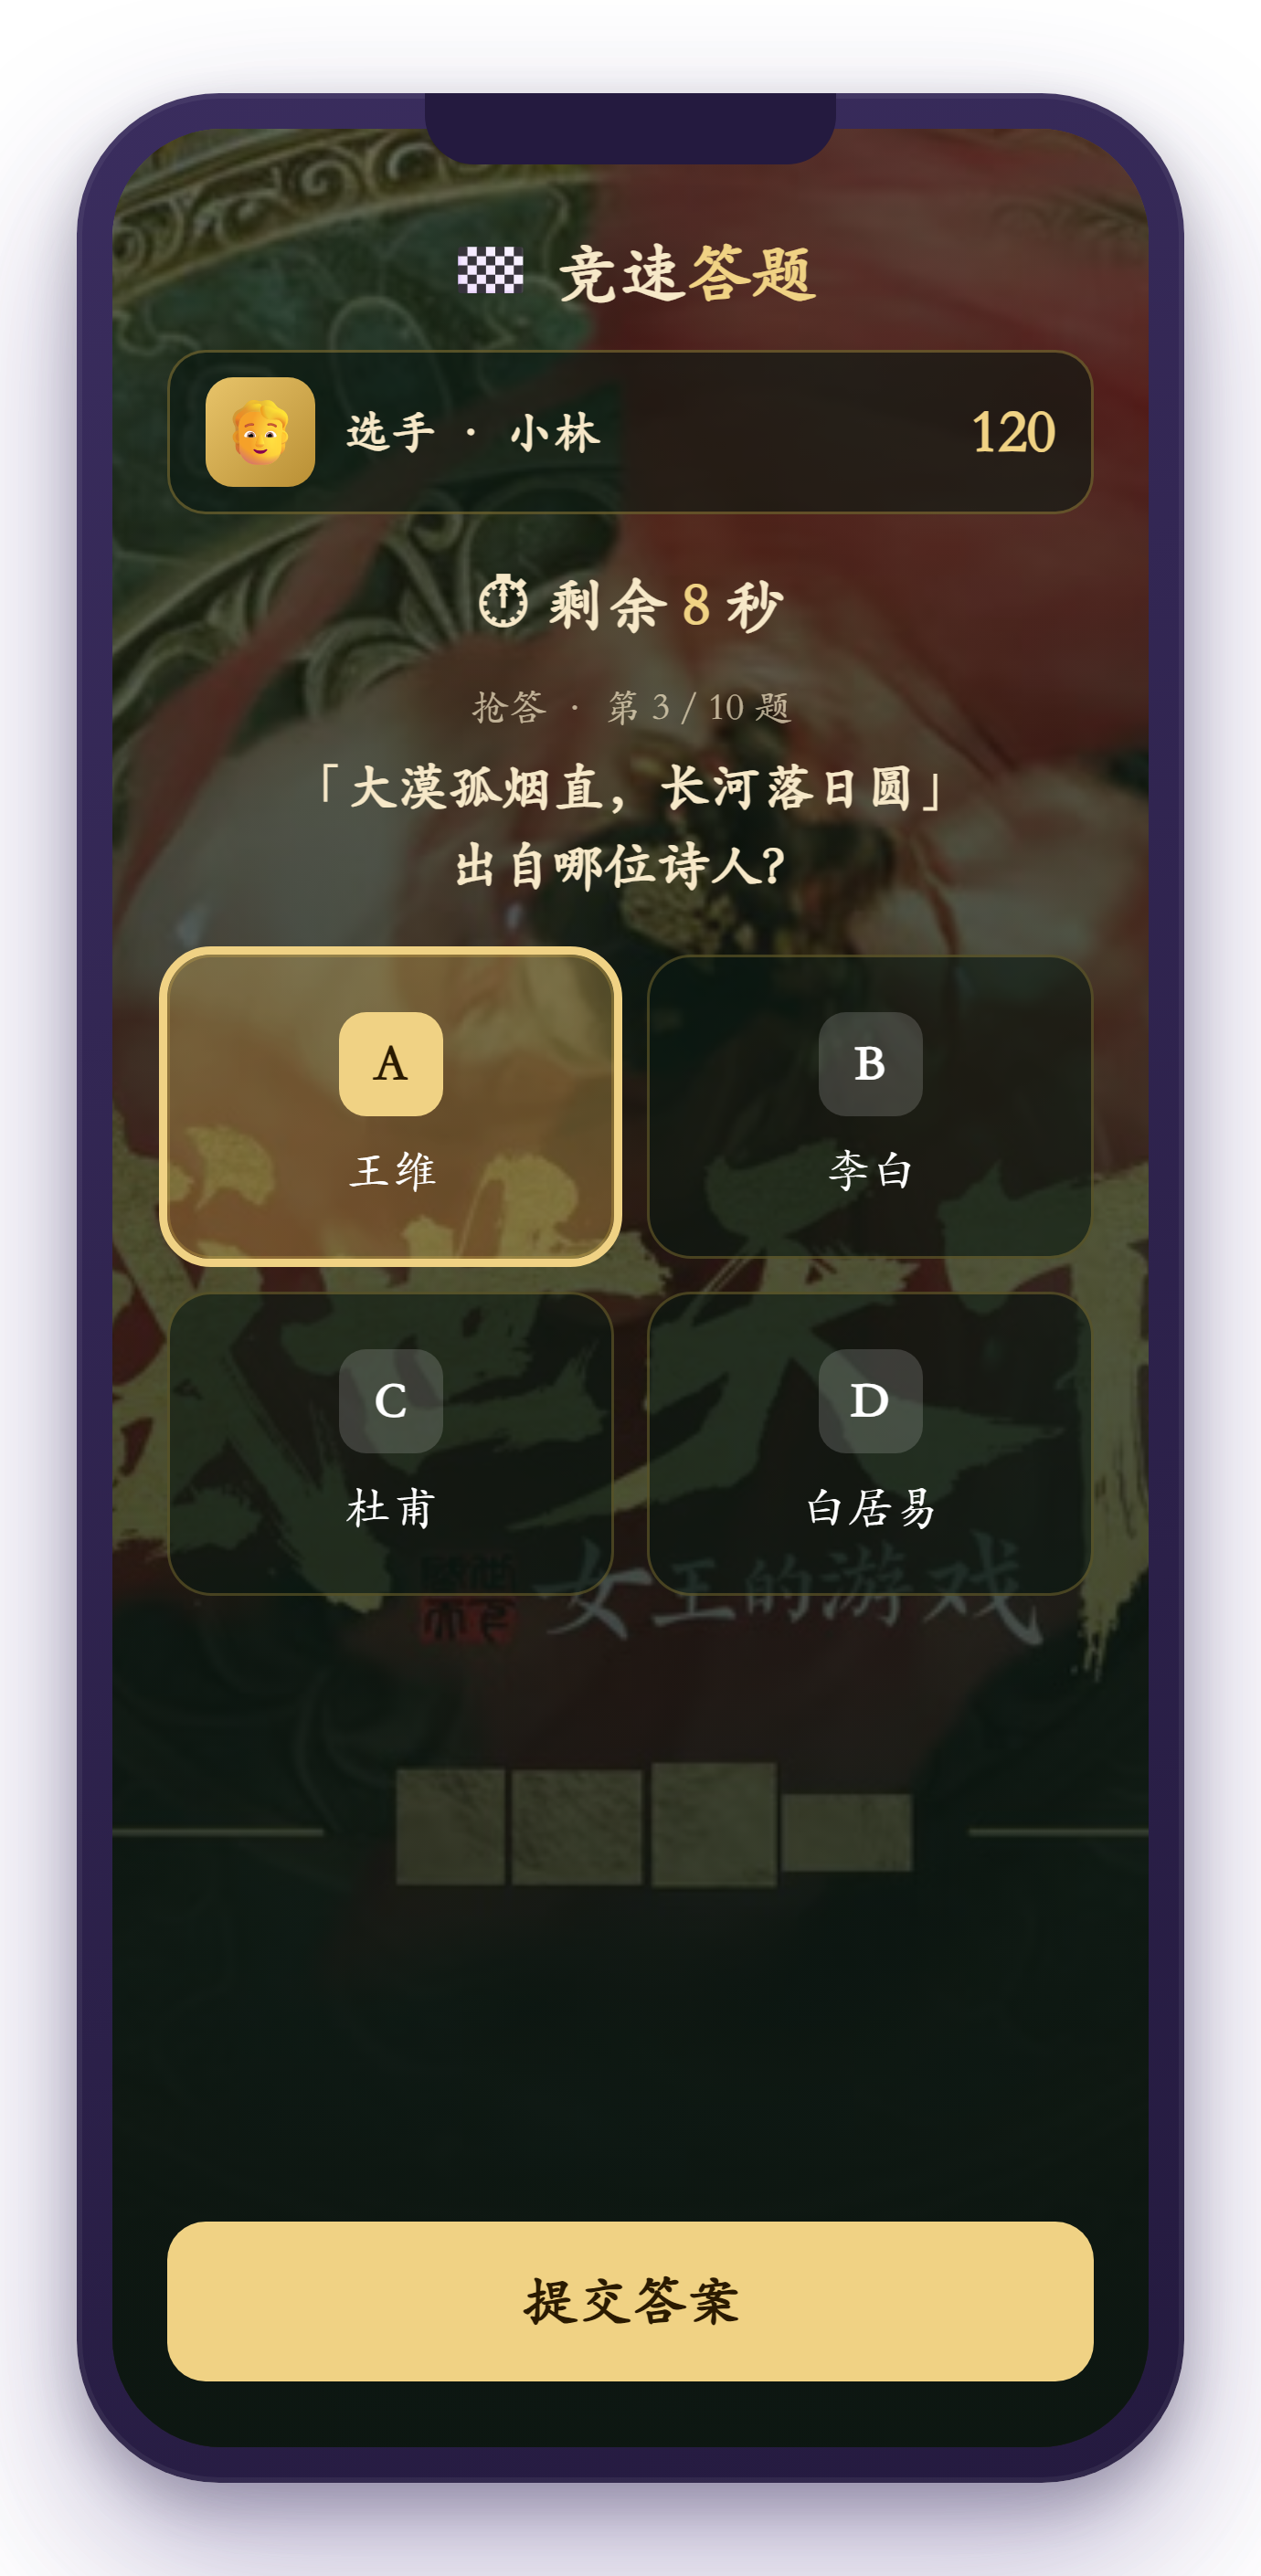 竞速答题
选手 · 小林
120
剩余 8 秒
抢答 · 第 3 / 10 题
「大漠孤烟直，长河落日圆」
出自哪位诗人？
A
王维
B
李白
C
杜甫
D
白居易
女王的游戏
提交答案